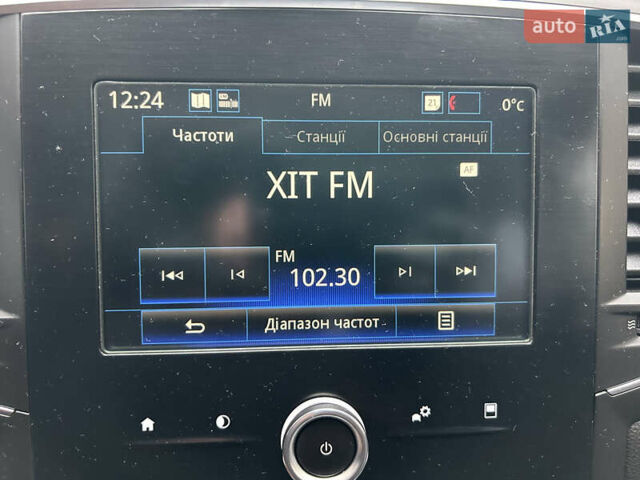 auto RIA.com
12:24 FM 21 0°c
Частоти Станції Основні станції
ХІТ FM
AF
FM
102.30
Діапазон частот